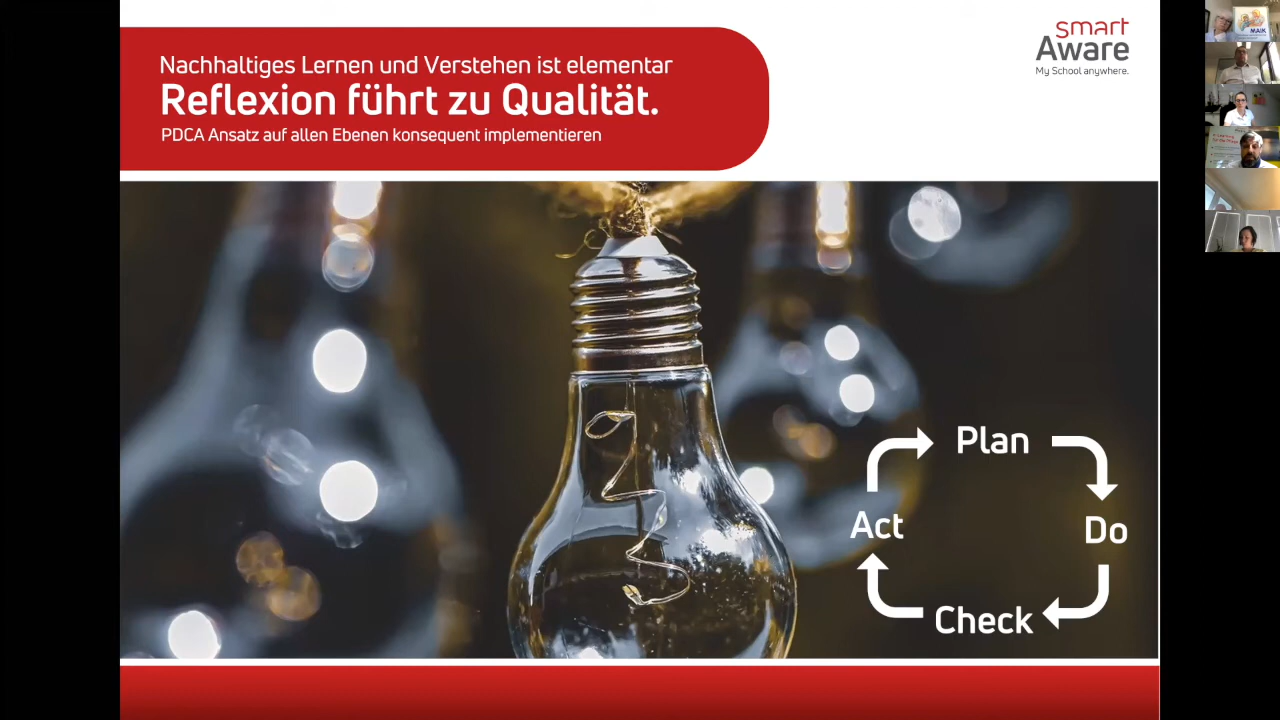 Nachhaltiges Lernen und Verstehen ist elementar
Reflexion führt zu Qualität.
PDCA Ansatz auf allen Ebenen konsequent implementieren
smart
Aware
My School anywhere.
MAIK
Plan
Act
Do
Check